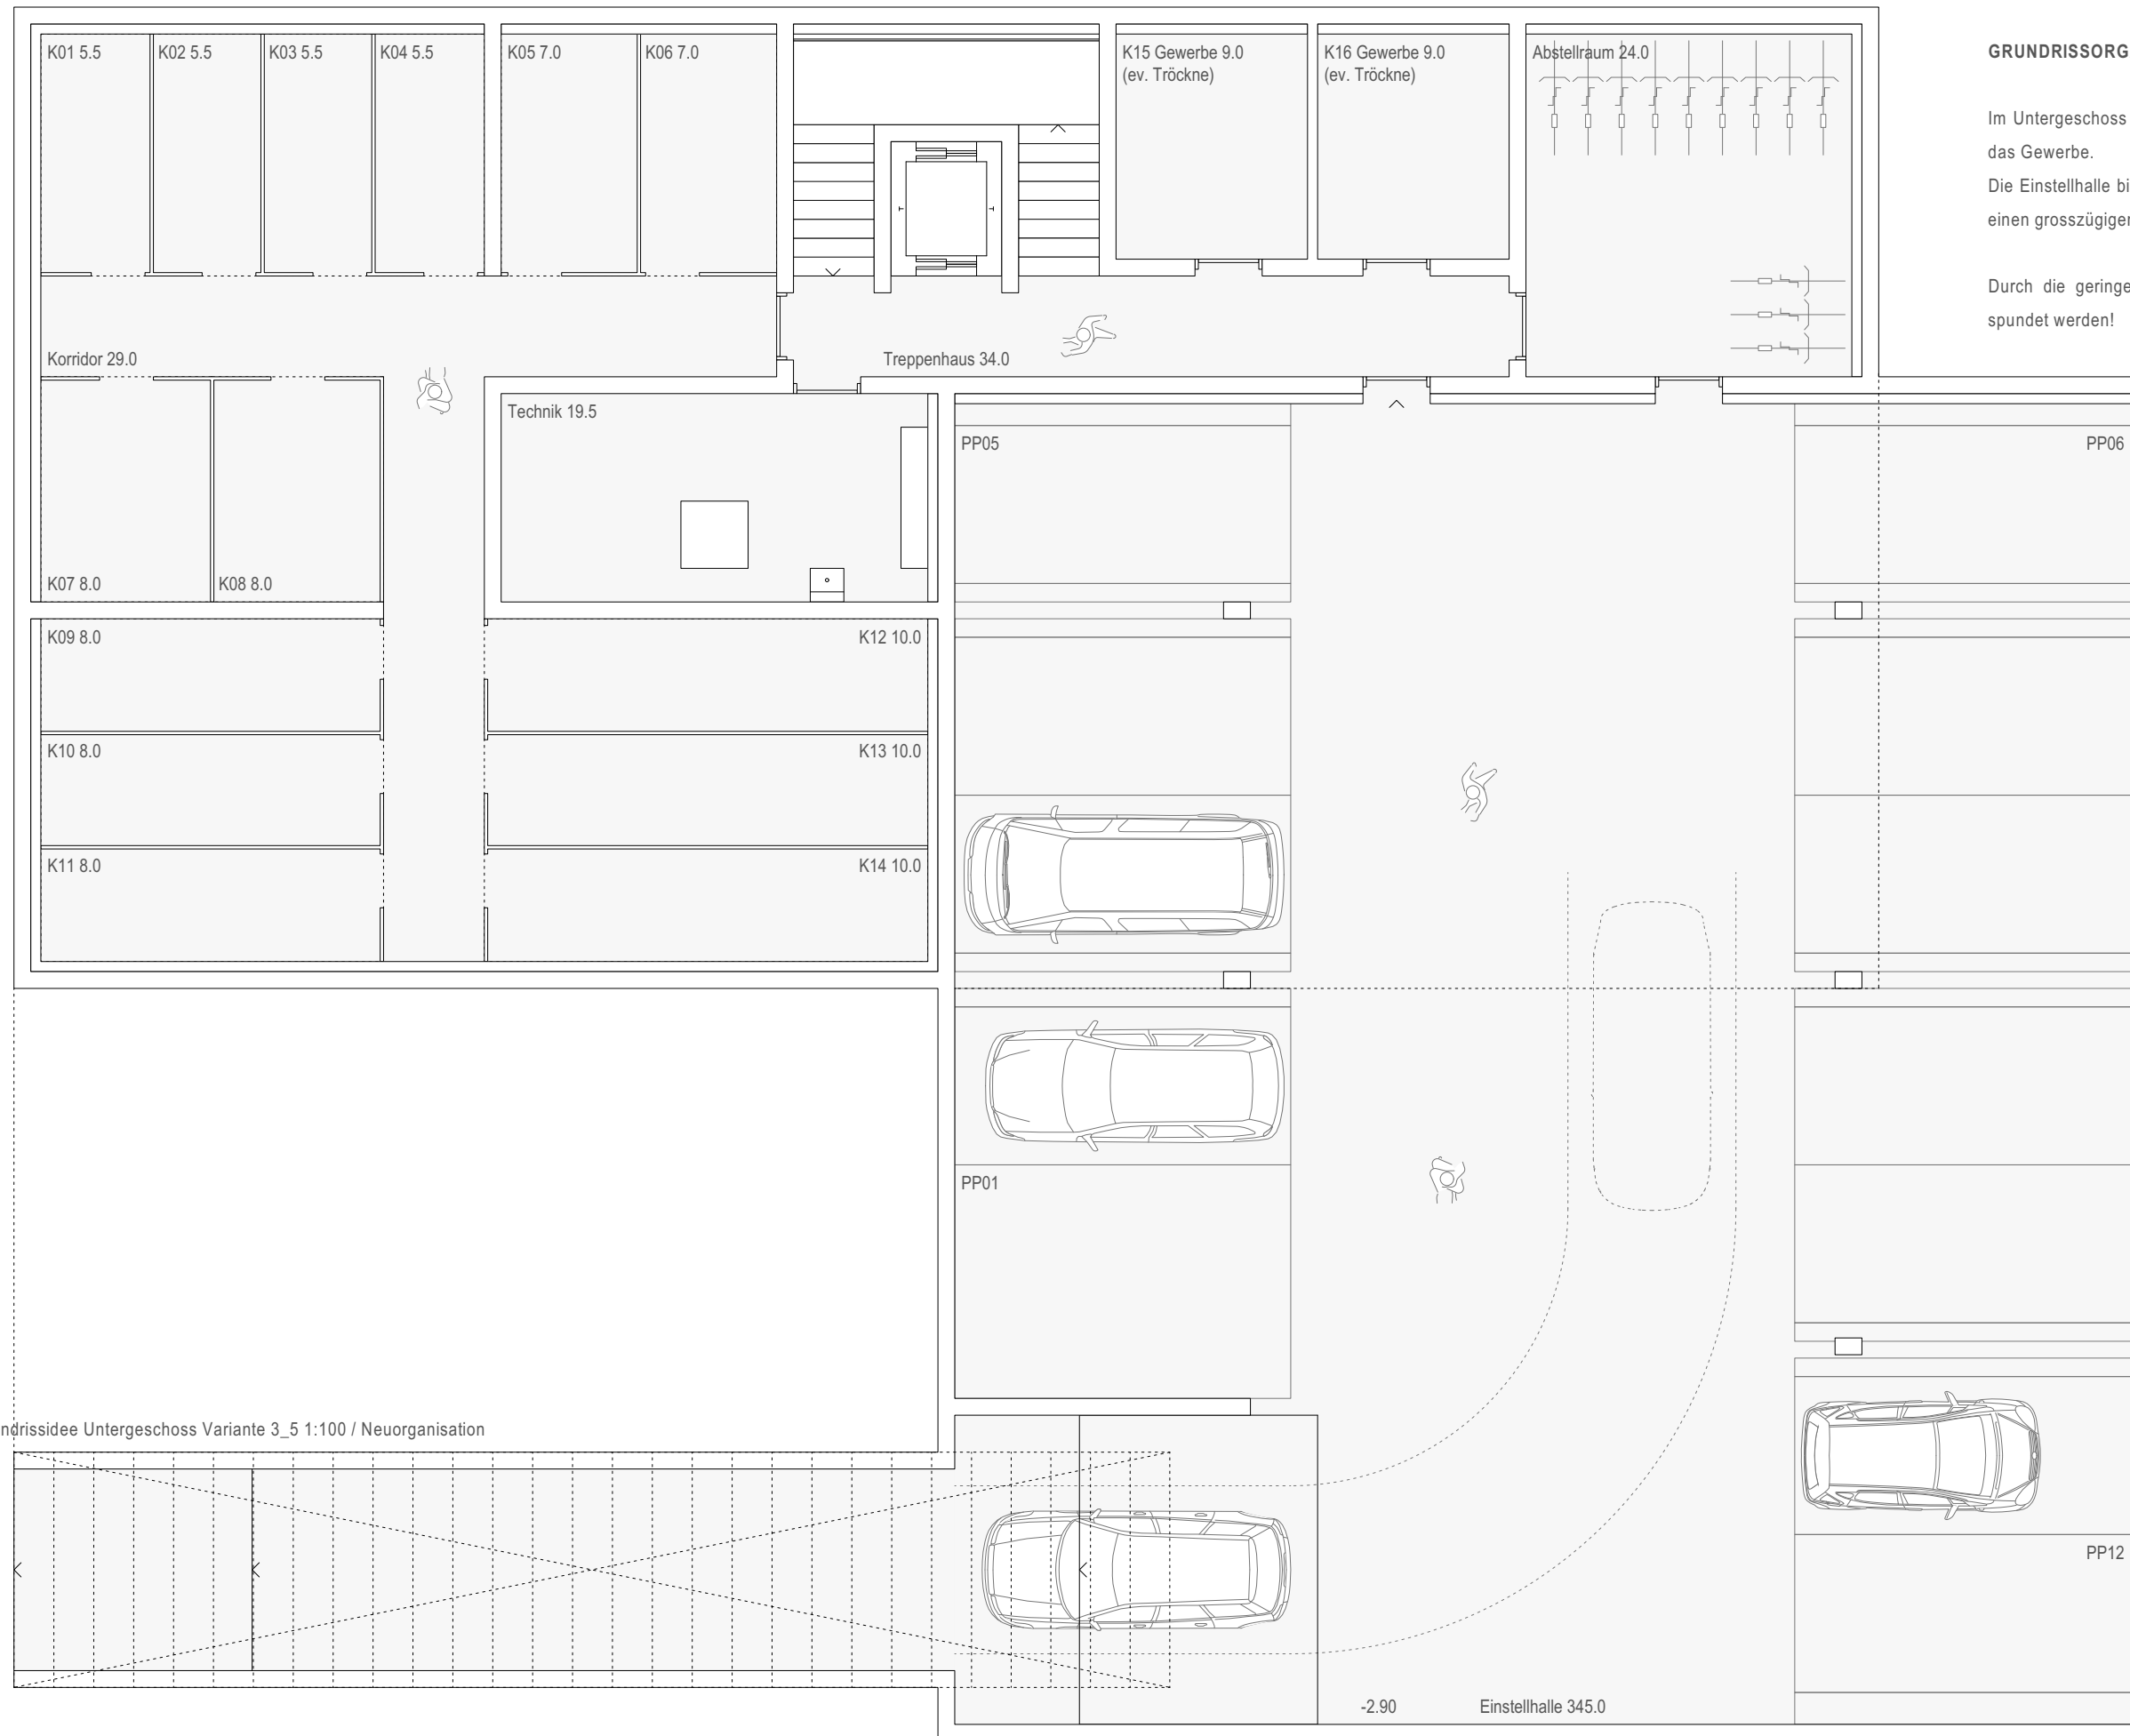 K01 5.5
K02 5.5
K03 5.5
K04 5.5
K05 7.0
K06 7.0
K15 Gewerbe 9.0
(ev. Tröckne)
K16 Gewerbe 9.0
(ev. Tröckne)
Abstellraum 24.0
GRUNDRISSORG
Im Untergeschoss
das Gewerbe.
Die Einstellhalle bi
einen grosszügiger
Durch die geringe
spundet werden!
Korridor 29.0
Treppenhaus 34.0
Technik 19.5
PP05
PP06
K07 8.0
K08 8.0
K09 8.0
K12 10.0
K10 8.0
K13 10.0
K11 8.0
K14 10.0
PP01
ndrissidee Untergeschoss Variante 3_5 1:100 / Neuorganisation
PP12
-2.90
Einstellhalle 345.0